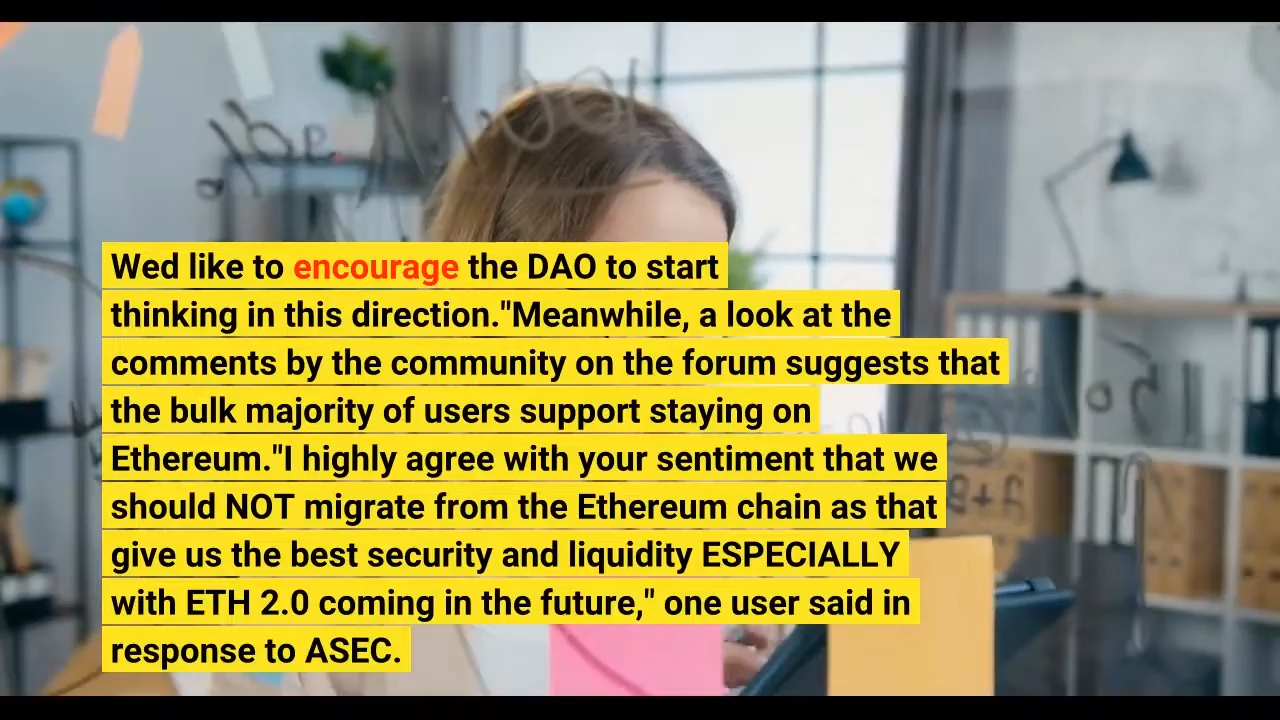 Wed like to encourage the DAO to start
thinking in this direction."Meanwhile, a look at the
comments by the community on the forum suggests that
the bulk majority of users support staying on
Ethereum."I highly agree with your sentiment that we
should NOT migrate from the Ethereum chain as that
give us the best security and liquidity ESPECIALLY
with ETH 2.0 coming in the future," one user said in
response to ASEC.